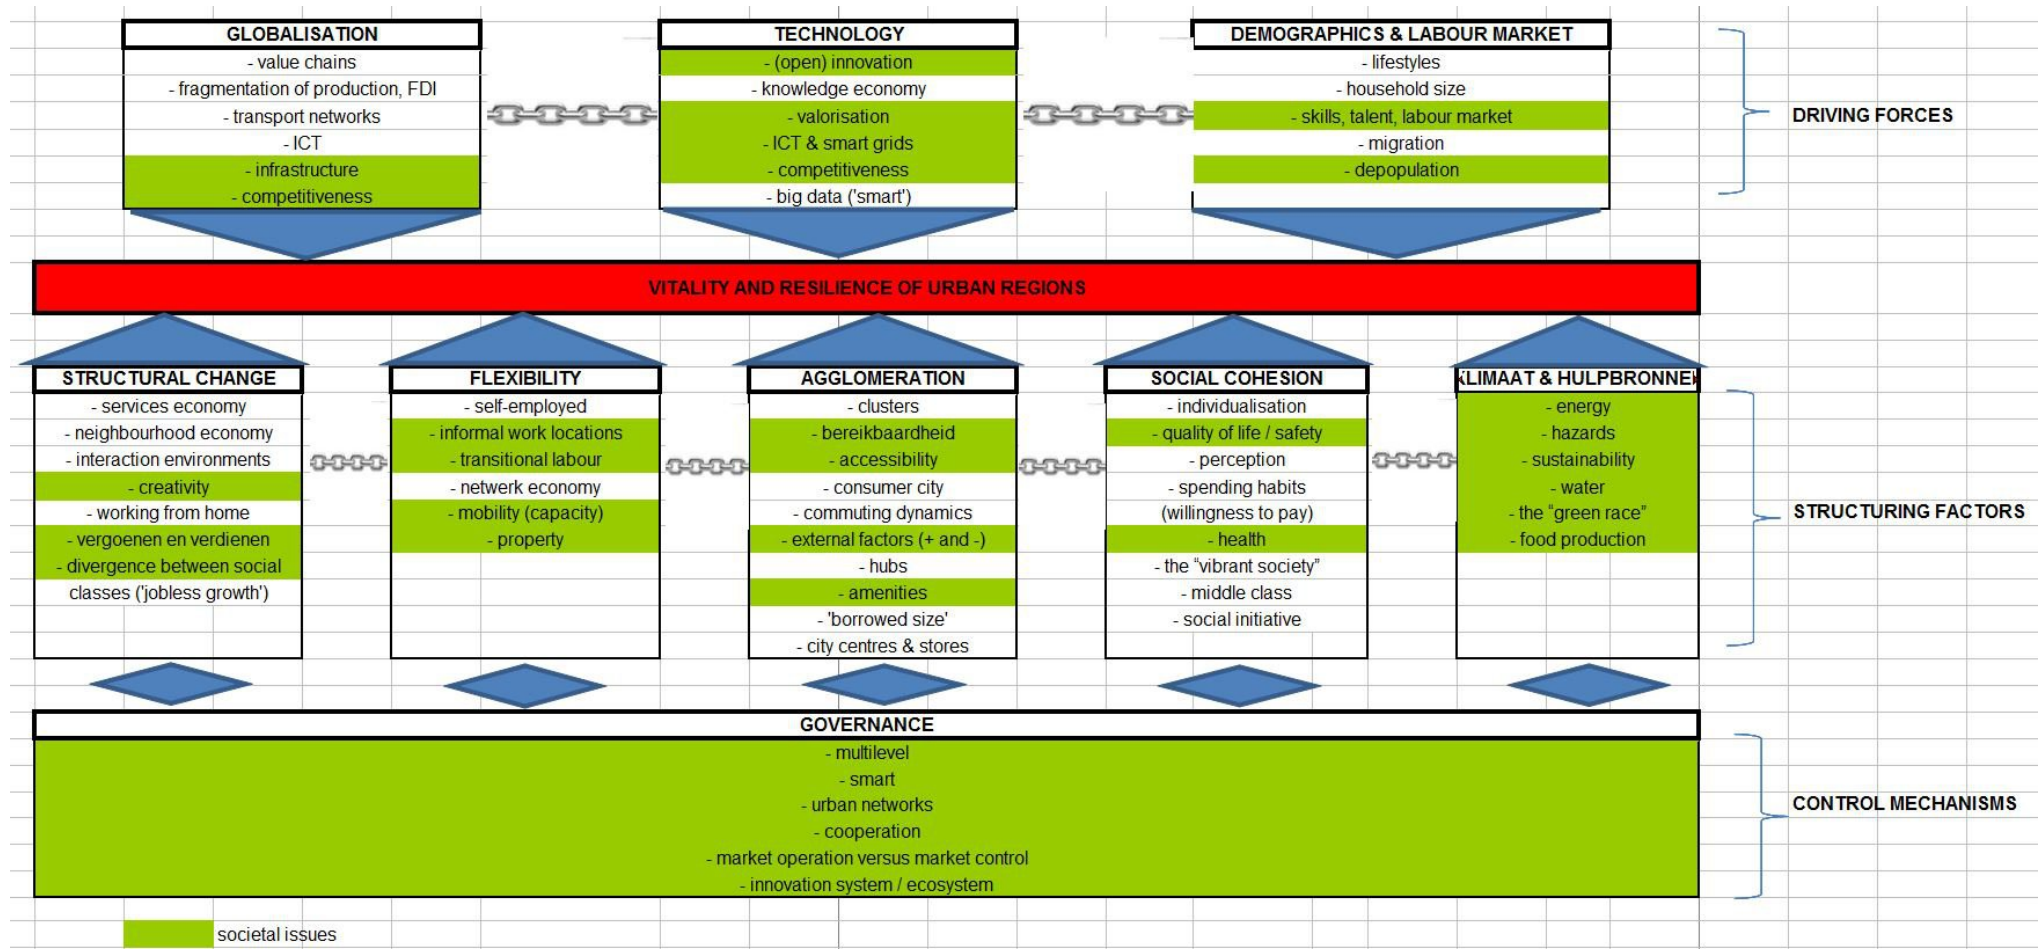 GLOBALISATION
- value chains
- fragmentation of production, FDI
- transport networks
- ICT
- infrastructure
- competitiveness
TECHNOLOGY
- (open) innovation
- knowledge economy
- valorisation
- ICT & smart grids
- competitiveness
- big data ('smart')
DEMOGRAPHICS & LABOUR MARKET
- lifestyles
- household size
- skills, talent, labour market
- migration
- depopulation
DRIVING FORCES
VITALITY AND RESILIENCE OF URBAN REGIONS
STRUCTURAL CHANGE
- services economy
- neighbourhood economy
- interaction environments
- creativity
- working from home
- vergoenen en verdienen
- divergence between social
classes ('jobless growth')
FLEXIBILITY
- self-employed
- informal work locations
- transitional labour
- netwerk economy
- mobility (capacity)
- property
AGGLOMERATION
- clusters
- bereikbaardheid
- accessibility
- consumer city
- commuting dynamics
- external factors (+ and -)
- hubs
- amenities
- 'borrowed size'
- city centres & stores
SOCIAL COHESION
- individualisation
- quality of life / safety
- perception
- spending habits
(willingness to pay)
- health
- the “vibrant society”
- middle class
- social initiative
KLIMAAT & HULPBRONNEN
- energy
- hazards
- sustainability
- water
- the “green race”
- food production
STRUCTURING FACTORS
GOVERNANCE
- multilevel
- smart
- urban networks
- cooperation
- market operation versus market control
- innovation system / ecosystem
CONTROL MECHANISMS
societal issues